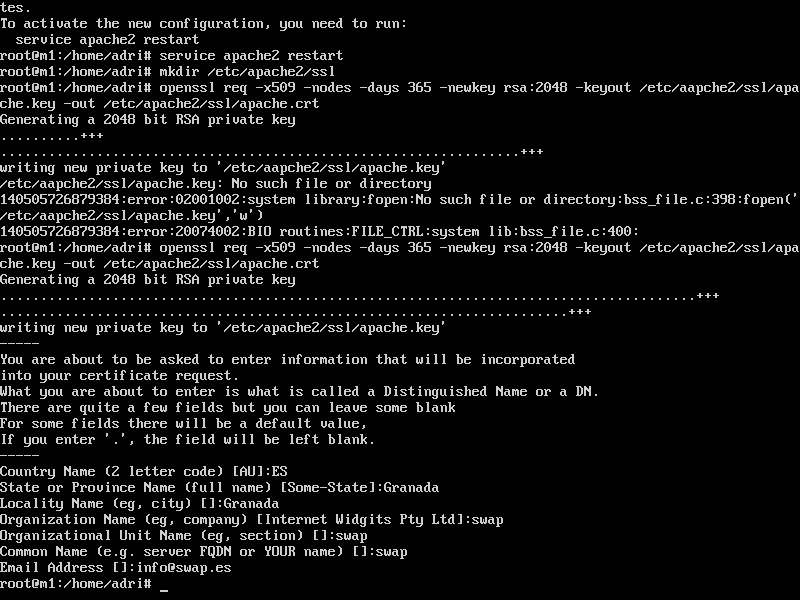 tes.
To activate the new configuration, you need to run:
  service apache2 restart
root@m1:/home/adri# service apache2 restart
root@m1:/home/adri# mkdir /etc/apache2/ssl
root@m1:/home/adri# openssl req -x509 -nodes -days 365 -newkey rsa:2048 -keyout /etc/aapche2/ssl/apa
che.key -out /etc/apache2/ssl/apache.crt
Generating a 2048 bit RSA private key
..........+++
..................................................................+++
writing new private key to '/etc/aapche2/ssl/apache.key'
/etc/aapche2/ssl/apache.key: No such file or directory
140505726879384:error:02001002:system library:fopen:No such file or directory:bss_file.c:398:fopen('
/etc/aapche2/ssl/apache.key','w')
140505726879384:error:20074002:BIO routines:FILE_CTRL:system lib:bss_file.c:400:
root@m1:/home/adri# openssl req -x509 -nodes -days 365 -newkey rsa:2048 -keyout /etc/apache2/ssl/apa
che.key -out /etc/apache2/ssl/apache.crt
Generating a 2048 bit RSA private key
.......................................................................................+++
.......................................................................+++
writing new private key to '/etc/apache2/ssl/apache.key'
-----
You are about to be asked to enter information that will be incorporated
into your certificate request.
What you are about to enter is what is called a Distinguished Name or a DN.
There are quite a few fields but you can leave some blank
For some fields there will be a default value,
If you enter '.', the field will be left blank.
-----
Country Name (2 letter code) [AU]:ES
State or Province Name (full name) [Some-State]:Granada
Locality Name (eg, city) []:Granada
Organization Name (eg, company) [Internet Widgits Pty Ltd]:swap
Organizational Unit Name (eg, section) []:swap
Common Name (e.g. server FQDN or YOUR name) []:swap
Email Address []:info@swap.es
root@m1:/home/adri# _